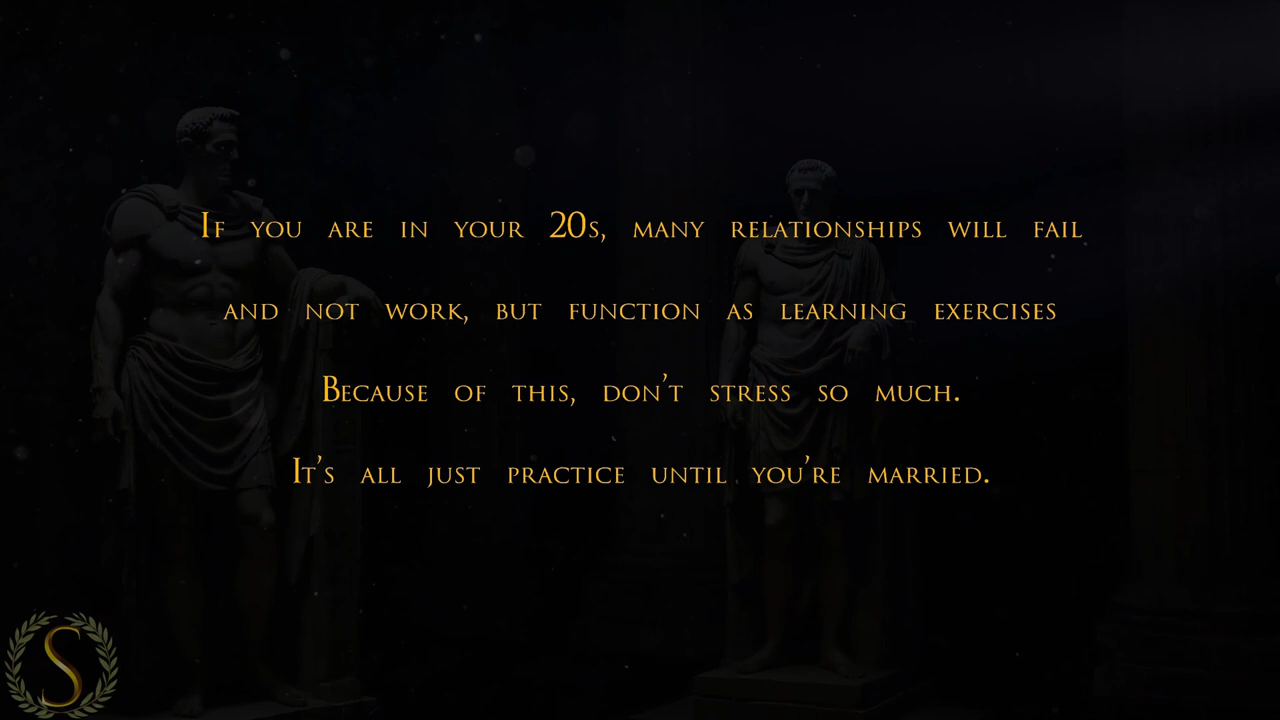 If you are in your 20s, many relationships will fail
and not work, but function as learning exercises
Because of this, don't stress so much.
It's all just practice until you're married.
S